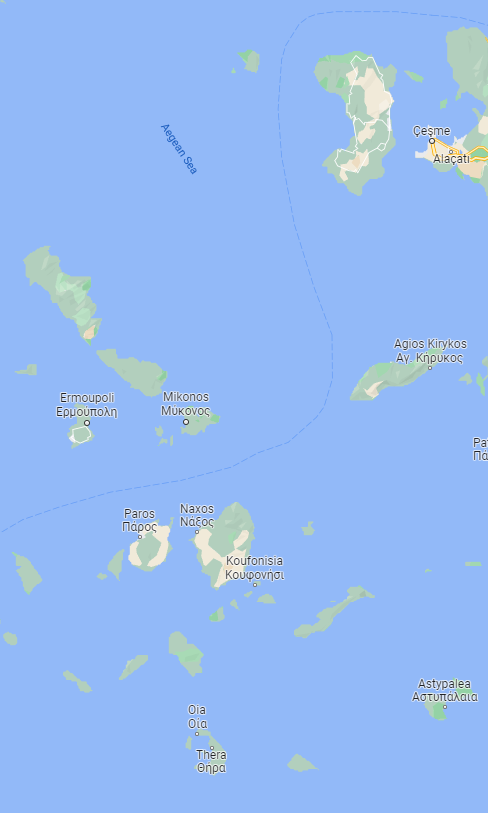 Aegean Sea
Çeşme
Alaçatı
Agios Kirykos
Αγ. Κήρυκος
Ermoupoli
Ερμούπολη
Mikonos
Μύκονος
Naxos
Νάξος
Paros
Πάρος
Koufonisia
Κουφονήσι
Astypalea
Αστυπάλαια
Oia
Οία
Thera
Θήρα